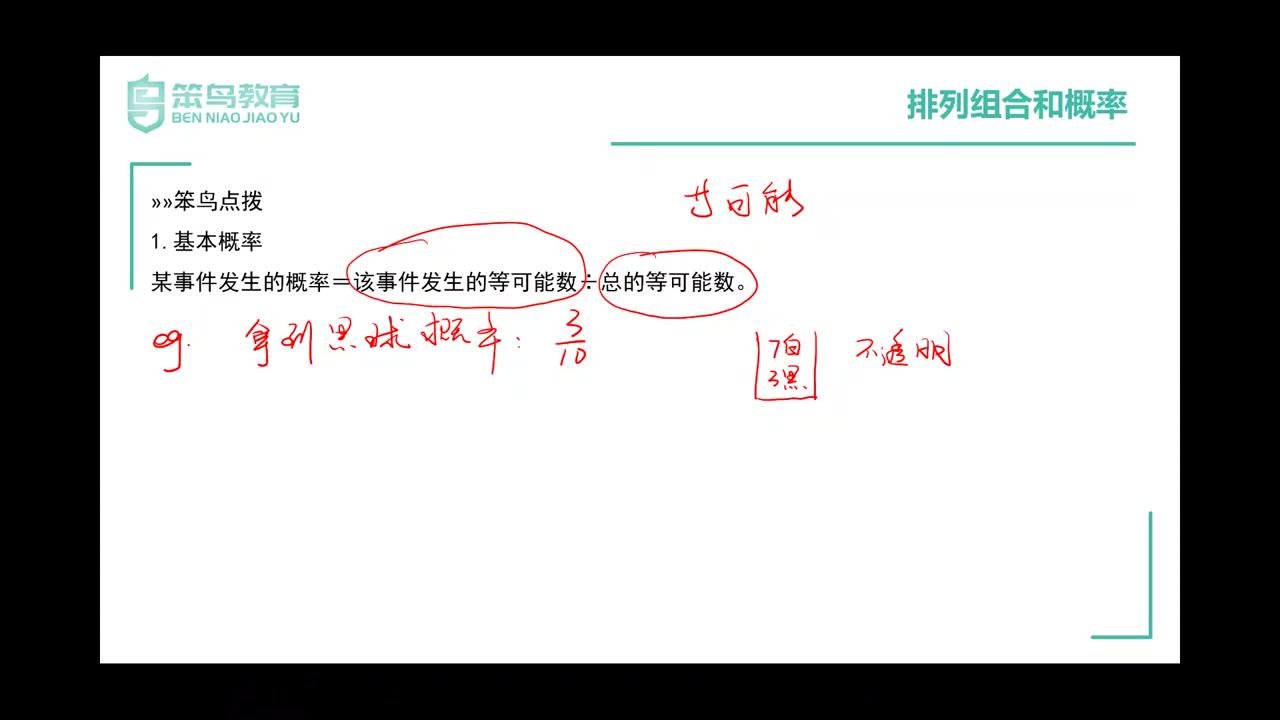 笨鸟教育
BEN NIAO JIAO YU
排列组合和概率
»»笨鸟点拨
等可能
1.基本概率
某事件发生的概率=该事件发生的等可能数÷总的等可能数。
eg. 拿到黑球概率: 3/10
7白
3黑
不透明